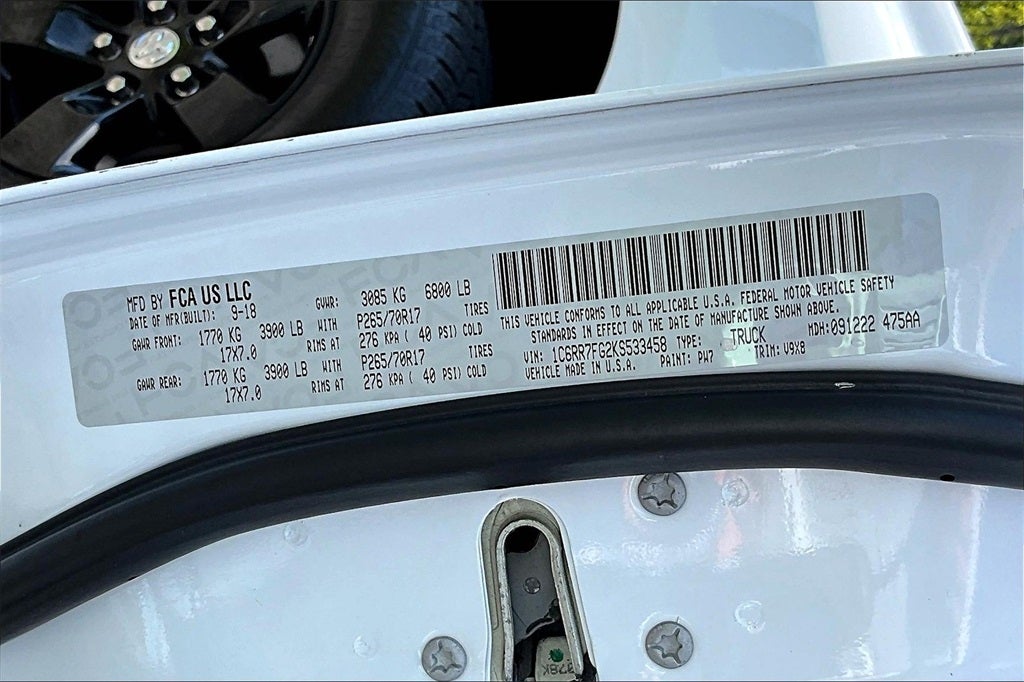 MFD BY FCA US LLC
DATE OF MFR(BUILT): 9-18 GVWR: 3085 KG 6800 LB
GAWR FRONT: 1770 KG 3900 LB WITH P265/70R17 TIRES
17X7.0 RIMS AT 276 KPA ( 40 PSI) COLD
GAWR REAR: 1770 KG 3900 LB WITH P265/70R17 TIRES
17X7.0 RIMS AT 276 KPA ( 40 PSI) COLD
THIS VEHICLE CONFORMS TO ALL APPLICABLE U.S.A. FEDERAL MOTOR VEHICLE SAFETY
STANDARDS IN EFFECT ON THE DATE OF MANUFACTURE SHOWN ABOVE.
VIN: 1C6RR7FG2KS533458 TYPE: TRUCK MDH: 091222 475AA
VEHICLE MADE IN U.S.A. PAINT: PW7 TRIM: V9X8